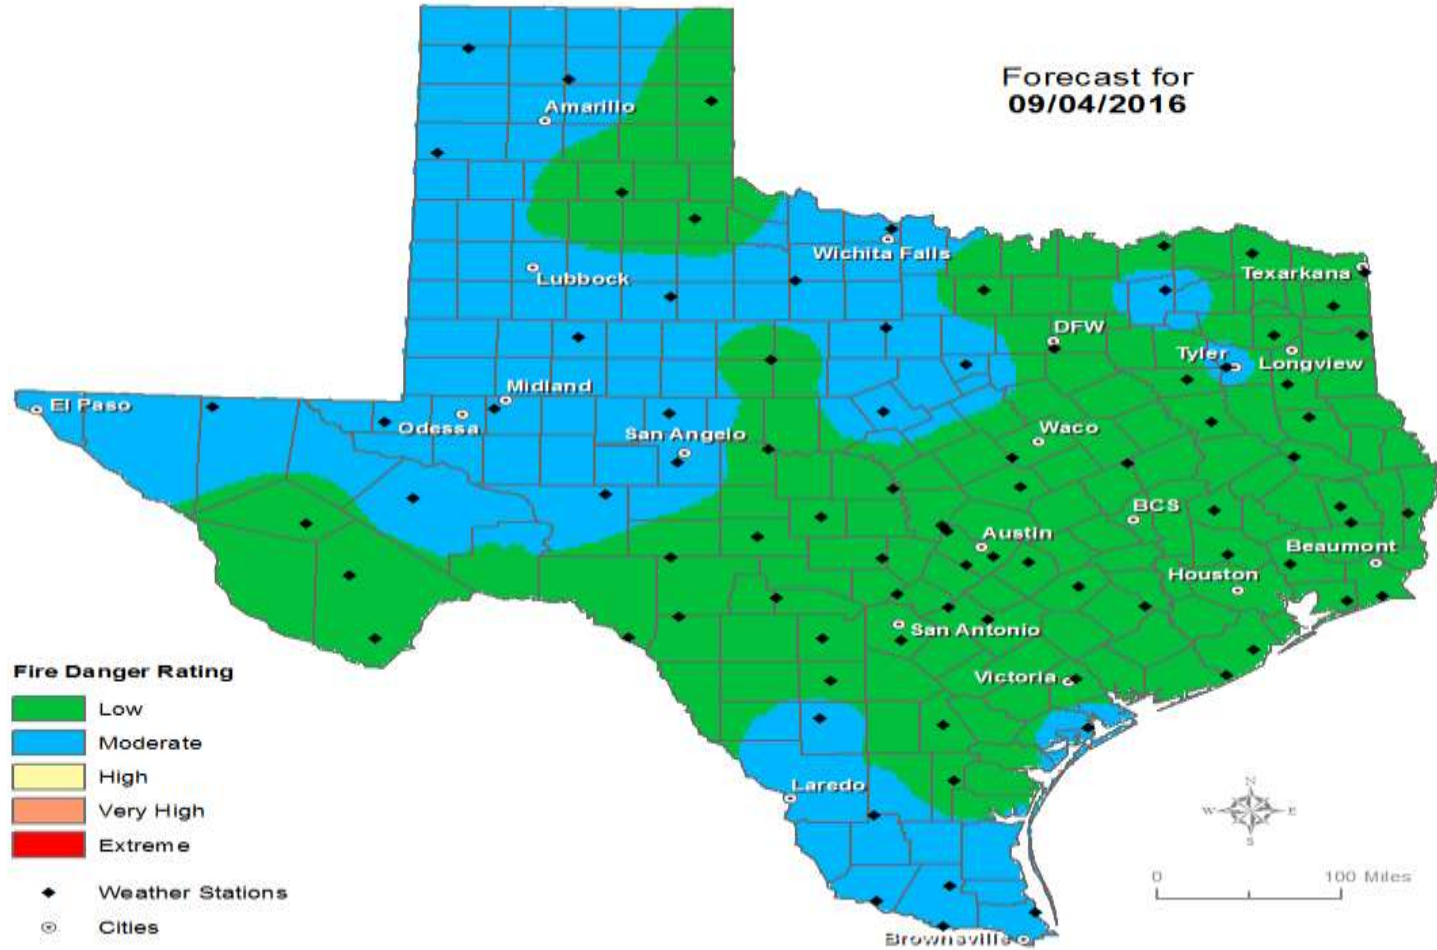 Forecast for
09/04/2016
Amarillo
Wichita Falls
Lubbock
Texarkana
DFW
Tyler
Longview
Midland
El Paso
Odessa
San Angelo
Waco
BCS
Austin
Beaumont
Houston
San Antonio
Victoria
Laredo
Brownsville
Fire Danger Rating
Low
Moderate
High
Very High
Extreme
Weather Stations
Cities
N
W E
S
0 100 Miles